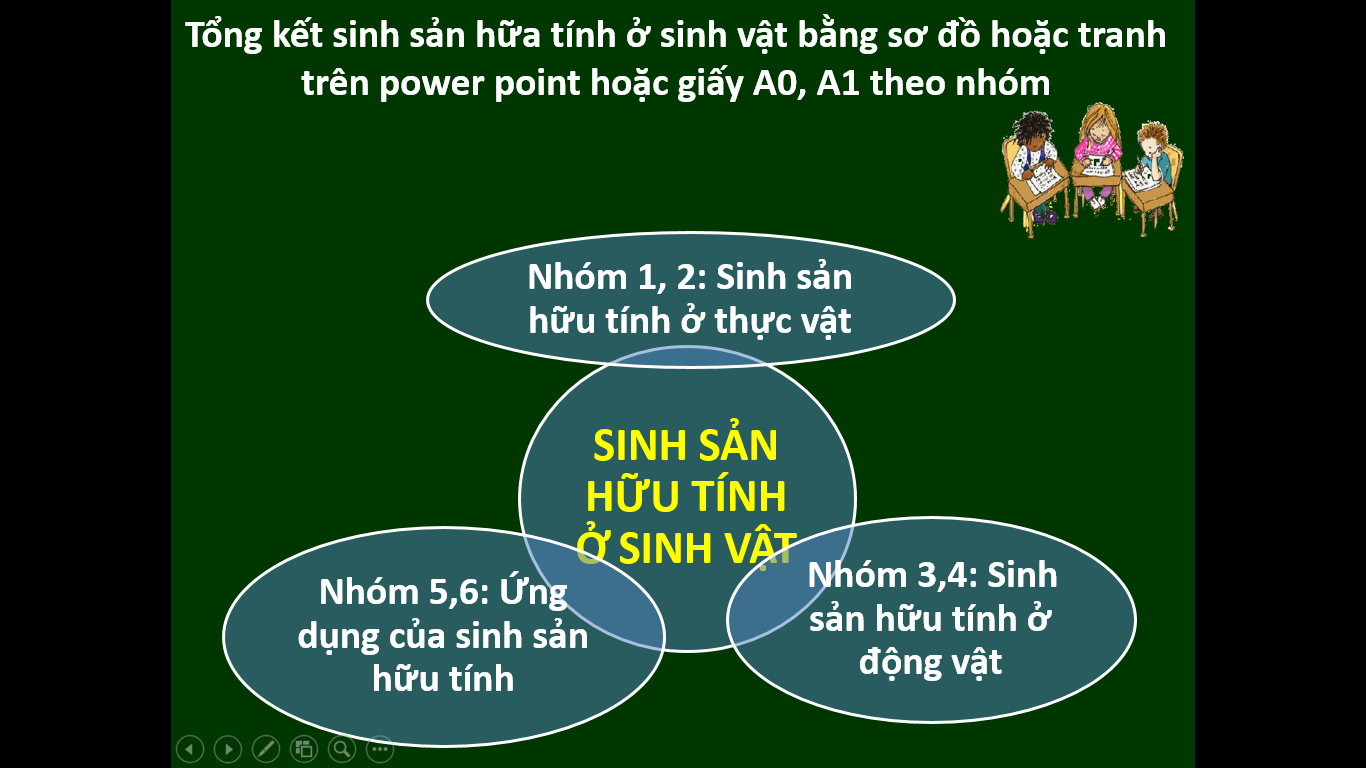 Tổng kết sinh sản hữa tính ở sinh vật bằng sơ đồ hoặc tranh
trên power point hoặc giấy A0, A1 theo nhóm
Nhóm 1, 2: Sinh sản
hữu tính ở thực vật
SINH SẢN
HỮU TÍNH
Ở SINH VẬT
Nhóm 5,6: Ứng
dụng của sinh sản
hữu tính
Nhóm 3,4: Sinh
sản hữu tính ở
động vật